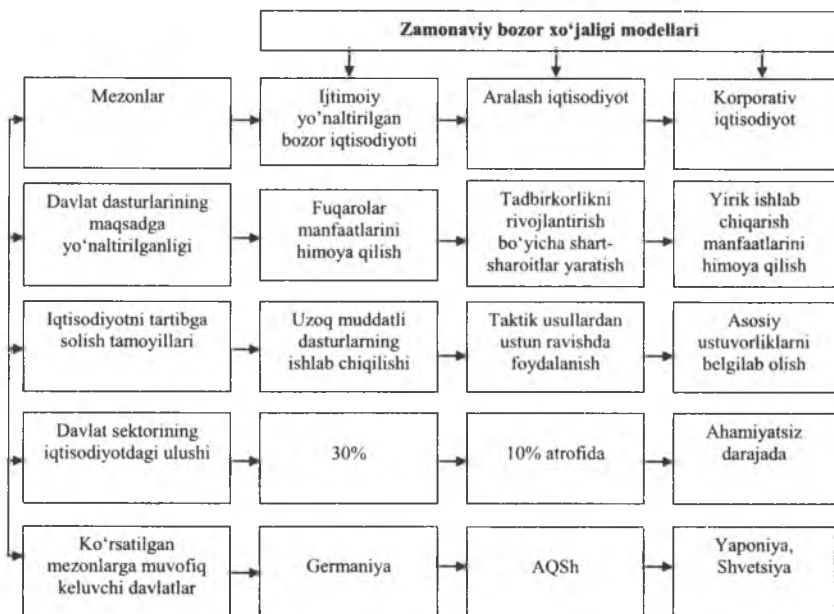 Zamonaviy bozor xo‘jaligi modellari
Mezonlar
Ijtimoiy
yo’naltirilgan
bozor iqtisodiyoti
Aralash iqtisodiyot
Korporativ
iqtisodiyot
Davlat dasturlarining
maqsadga
yo‘naltirilganligi
Fuqarolar
manfaatlarini
himoya qilish
Tadbirkorlikni
rivojlantirish
bo‘yicha shart-
sharoitlar yaratish
Yirik ishlab
chiqarish
manfaatlarini
himoya qilish
Iqtisodiyotni tartibga
solish tamoyillari
Uzoq muddatli
dasturlarning
ishlab chiqilishi
Taktik usullardan
ustun ravishda
foydalanish
Asosiy
ustuvorliklarni
belgilab olish
Davlat sektorining
iqtisodiyotdagi ulushi
30%
10% atrofida
Ahamiyatsiz
darajada
Ko‘rsatilgan
mezonlarga muvofiq
keluvchi davlatlar
Germaniya
AQSh
Yaponiya,
Shvetsiya